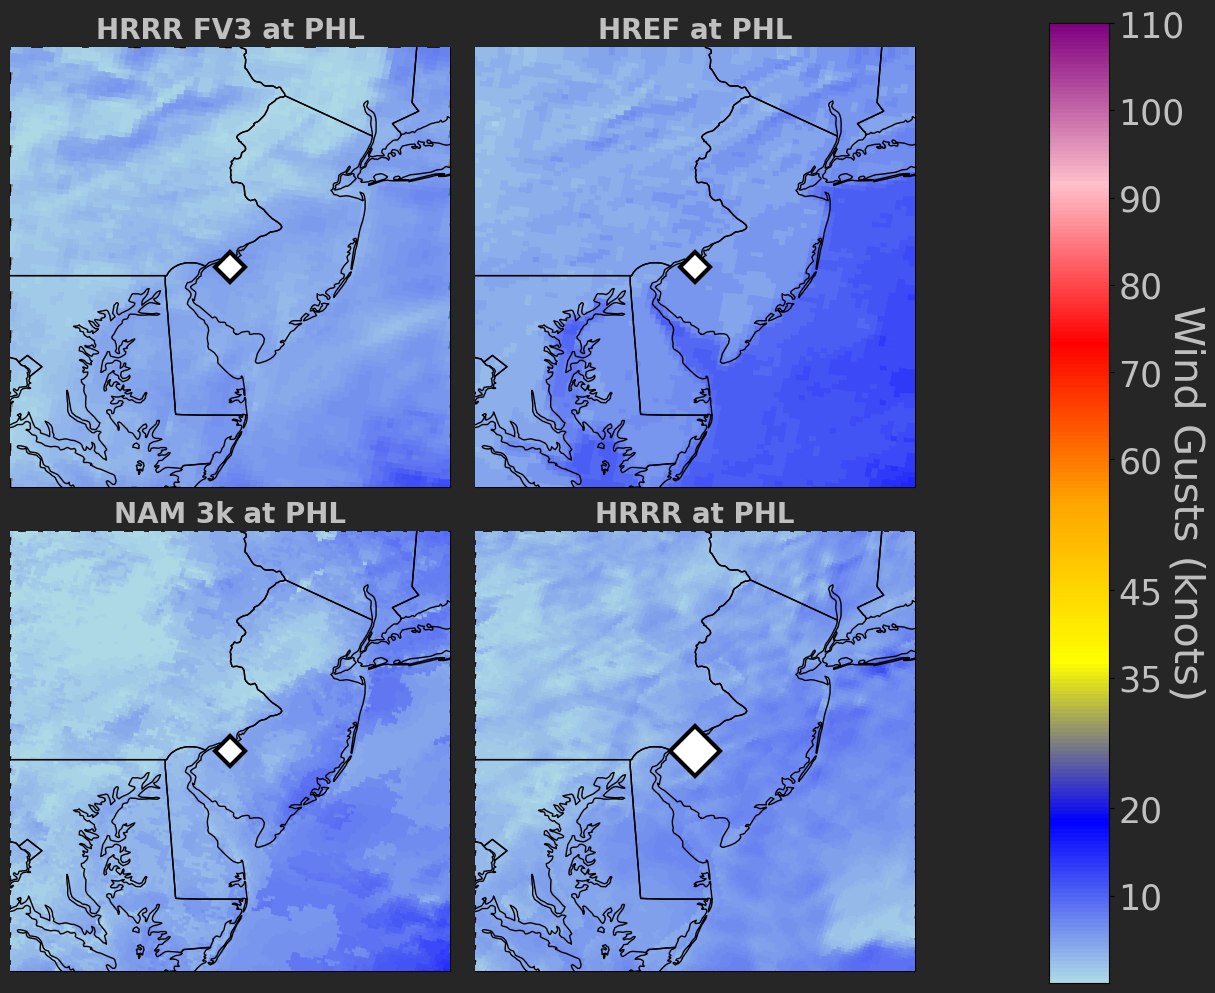 HRRR FV3 at PHL
HREF at PHL
NAM 3k at PHL
HRRR at PHL
110
100
90
80
70
60
45
35
20
10
Wind Gusts (knots)